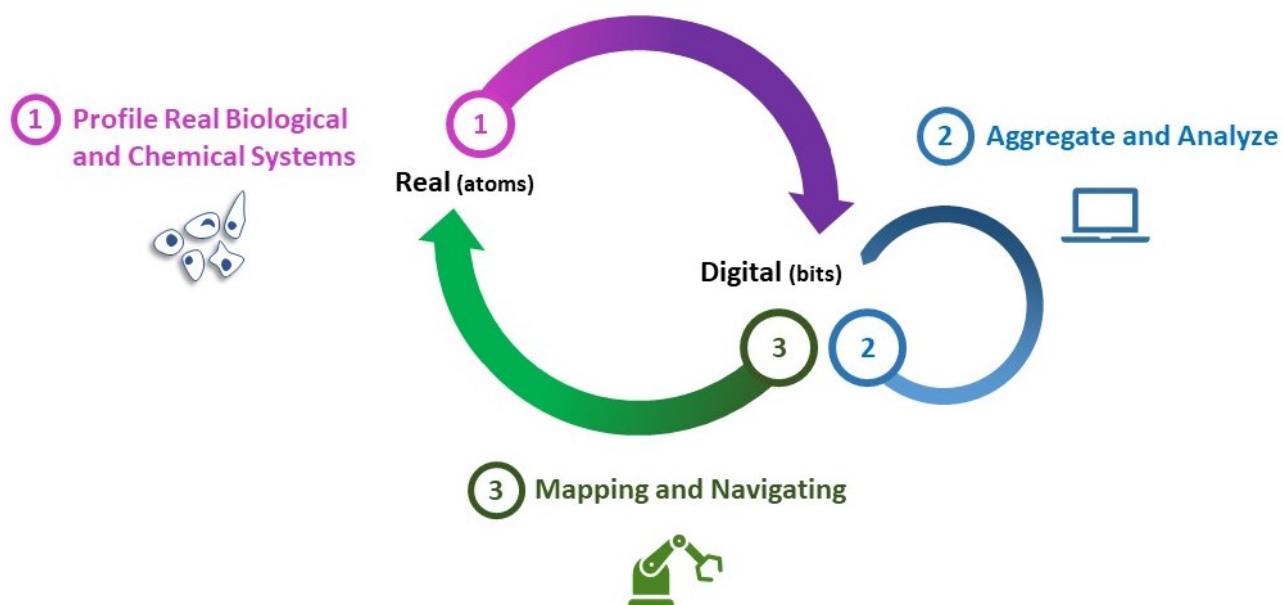 1 Profile Real Biological
and Chemical Systems
1
Real (atoms)
2 Aggregate and Analyze
Digital (bits)
3
2
3 Mapping and Navigating